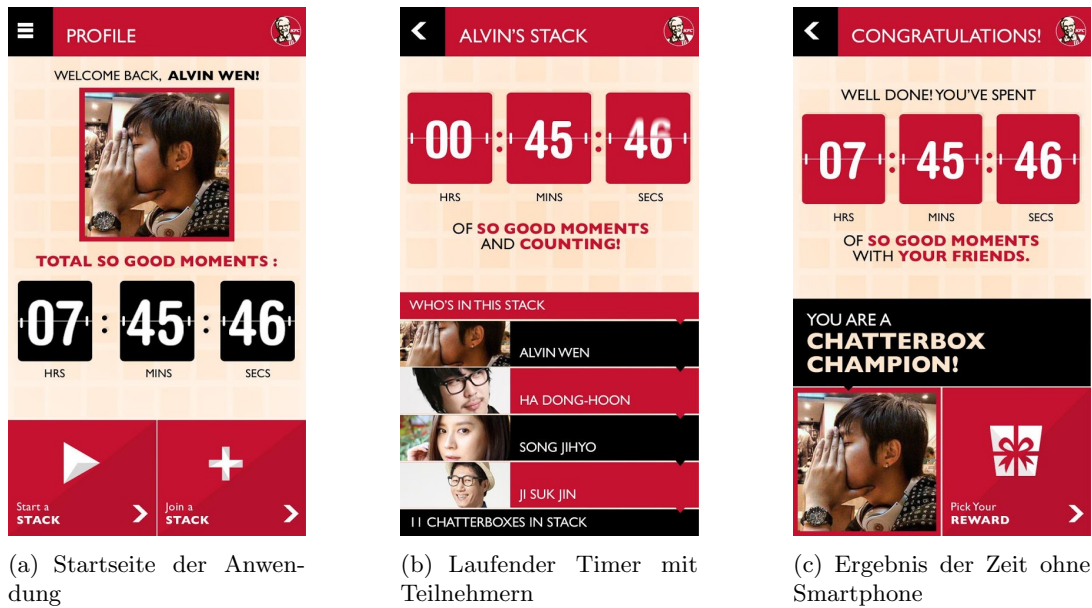 PROFILE
KFC
WELCOME BACK, ALVIN WEN!
TOTAL SO GOOD MOMENTS :
07 : 45 : 46
HRS MINS SECS
Start a
STACK
Join a
STACK
(a) Startseite der Anwen-
dung
ALVIN'S STACK
KFC
00 : 45 : 46
HRS MINS SECS
OF SO GOOD MOMENTS
AND COUNTING!
WHO'S IN THIS STACK
ALVIN WEN
HA DONG-HOON
SONG JIHYO
JI SUK JIN
11 CHATTERBOXES IN STACK
(b) Laufender Timer mit
Teilnehmern
CONGRATULATIONS!
KFC
WELL DONE! YOU'VE SPENT
07 : 45 : 46
HRS MINS SECS
OF SO GOOD MOMENTS
WITH YOUR FRIENDS.
YOU ARE A
CHATTERBOX
CHAMPION!
Pick Your
REWARD
(c) Ergebnis der Zeit ohne
Smartphone